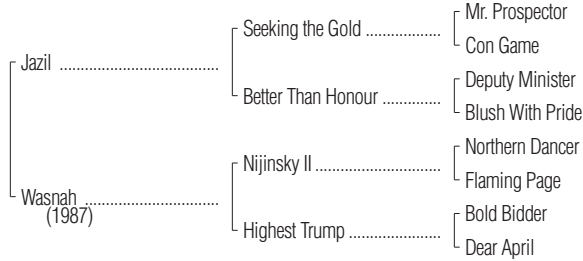 Mr. Prospector
Seeking the Gold ..................
Con Game
Jazil ......................................
Deputy Minister
Better Than Honour ..............
Blush With Pride
Northern Dancer
Nijinsky II ...........................
Flaming Page
Wasnah ................................
(1987)
Bold Bidder
Highest Trump .....................
Dear April